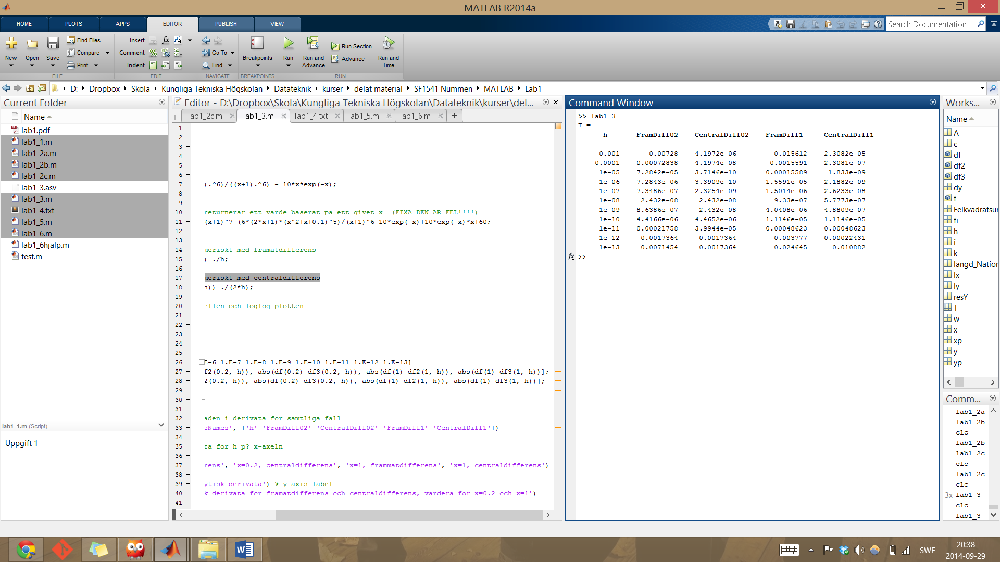 MATLAB R2014a
HOME PLOTS APPS EDITOR PUBLISH VIEW
Search Documentation
New Open Save Find Files Compare Print
Insert fx Comment Indent
Go To Find
Breakpoints
Run Run and Advance Run Section Advance Run and Time
FILE EDIT NAVIGATE BREAKPOINTS RUN
D: Dropbox Skola Kungliga Tekniska Högskolan Datateknik kurser delat material SF1541 Nummen MATLAB Lab1
Current Folder
Name
lab1.pdf
lab1_1.m
lab1_2a.m
lab1_2b.m
lab1_2c.m
lab1_3.asv
lab1_3.m
lab1_4.txt
lab1_5.m
lab1_6.m
lab1_6hjalp.m
test.m
lab1_1.m (Script)
Uppgift 1
Editor - D:\Dropbox\Skola\Kungliga Tekniska Högskolan\Datateknik\kurser\del...
lab1_2c.m lab1_3.m lab1_4.txt lab1_5.m lab1_6.m +
1
2
3
4
5
6
7 ).^6)/((x+1).^6) - 10*x*exp(-x);
8
9
10 returnerar ett varde baserat pa ett givet x (FIXA DEN AR FEL!!!!)
11 (x+1)^7-(6*(2*x+1)*(x^2+x+0.1)^5)/(x+1)^6-10*exp(-x)+10*exp(-x)*x+60;
12
13
14 meriskt med framatdifferens
15 ) ./h;
16
17 meriskt med centraldifferens
18 h)) ./(2*h);
19
20 ellen och loglog plotten
21
22
23
24
25
26 E-6 1.E-7 1.E-8 1.E-9 1.E-10 1.E-11 1.E-12 1.E-13]
27 f2(0.2, h)), abs(df(0.2)-df3(0.2, h)), abs(df(1)-df2(1, h)), abs(df(1)-df3(1, h))];
28 2(0.2, h)), abs(df(0.2)-df3(0.2, h)), abs(df(1)-df2(1, h)), abs(df(1)-df3(1, h))];
29
30
31
32 aden i derivata for samtliga fall
33 eNames', {'h' 'FramDiff02' 'CentralDiff02' 'FramDiff1' 'CentralDiff1'})
34
35 ta for h p? x-axeln
36
37 rens', 'x=0.2, centraldifferens', 'x=1, frammatdifferens', 'x=1, centraldifferens')
38
39 ytisk derivata') % y-axis label
40 k derivata for framatdifferens och centraldifferens, vardera for x=0.2 och x=1')
41
Command Window
>> lab1_3
T =
h FramDiff02 CentralDiff02 FramDiff1 CentralDiff1
0.001 0.00728 4.1972e-06 0.015612 2.3082e-05
0.0001 0.00072838 4.1974e-08 0.0015591 2.3081e-07
1e-05 7.2842e-05 3.7146e-10 0.00015589 1.833e-09
1e-06 7.2843e-06 3.3909e-10 1.5591e-05 2.1882e-09
1e-07 7.3486e-07 2.3254e-09 1.5014e-06 2.6233e-08
1e-08 2.432e-08 2.432e-08 9.33e-07 5.7773e-07
1e-09 8.6387e-07 2.432e-08 4.0408e-06 4.8809e-07
1e-10 4.4166e-06 4.4652e-06 1.1146e-05 1.1146e-05
1e-11 0.00021758 3.9944e-05 0.00048623 0.00048623
1e-12 0.0017364 0.0017364 0.003777 0.00022431
1e-13 0.0071454 0.0017364 0.024645 0.010882
fx >>
Works...
Name
A
c
df
df2
df3
dy
f
Felkvadratsur
fi
h
i
k
langd_Nation
lx
ly
resY
T
w
x
xp
y
yp
Comm...
lab1_2a
lab1_2b
clc
lab1_2b
lab1_2c
clc
lab1_2c
clc
3x lab1_3
clc
lab1_3
SWE
20:38
2014-09-29